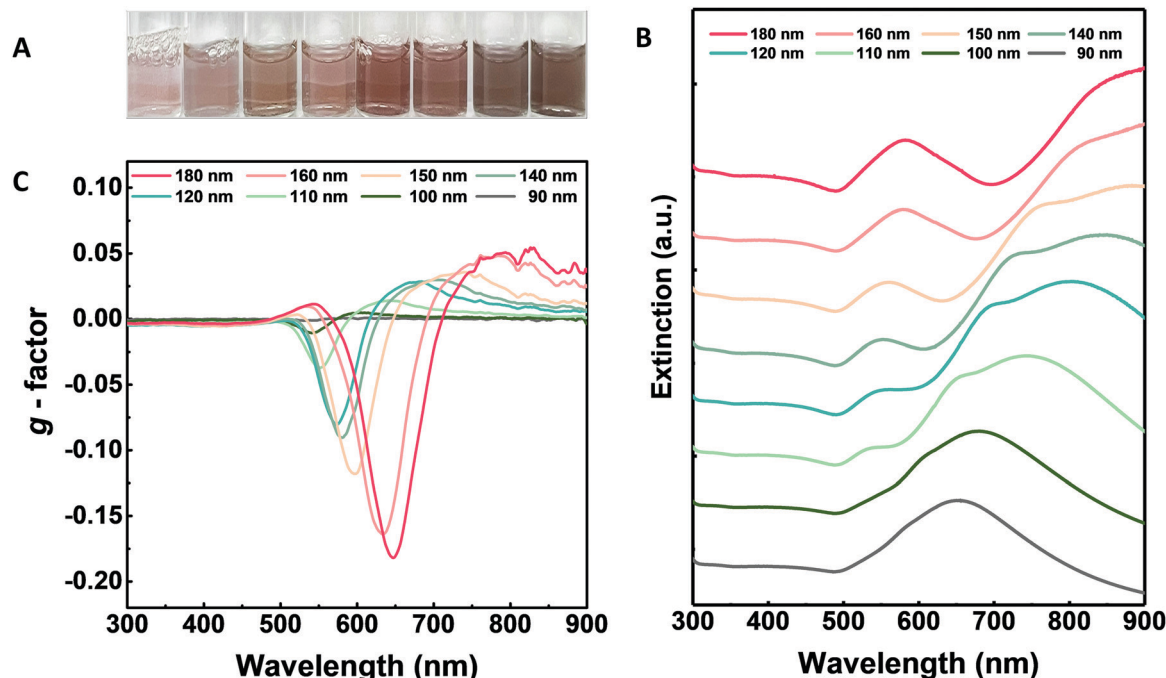 A
B
180 nm 160 nm 150 nm 140 nm
120 nm 110 nm 100 nm 90 nm
Extinction (a.u.)
300 400 500 600 700 800 900
Wavelength (nm)
C
180 nm 160 nm 150 nm 140 nm
120 nm 110 nm 100 nm 90 nm
0.10
0.05
0.00
-0.05
-0.10
-0.15
-0.20
g - factor
300 400 500 600 700 800 900
Wavelength (nm)